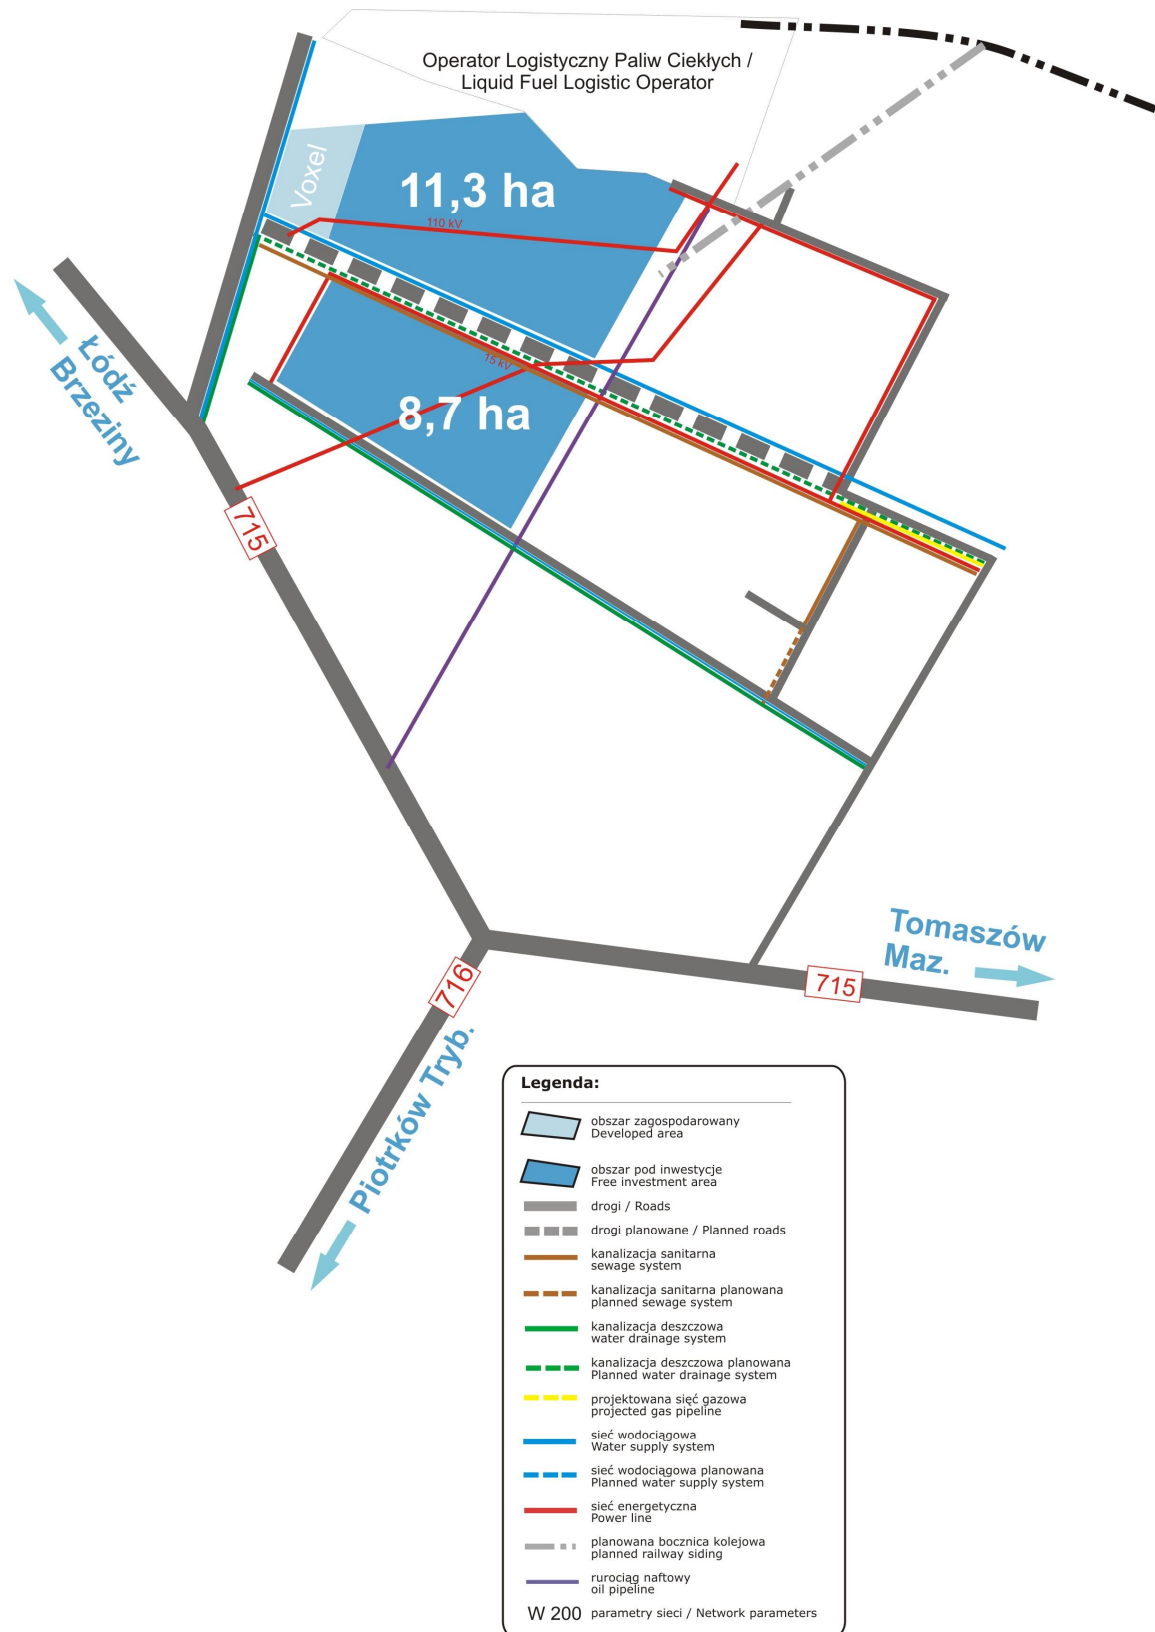 Operator Logistyczny Paliw Ciekłych /
Liquid Fuel Logistic Operator
Voxel
11,3 ha
110 kV
15 kV
8,7 ha
Łódź
Brzeziny
715
Tomaszów
Maz.
715
716
Piotrków Tryb.
Legenda:
obszar zagospodarowany
Developed area
obszar pod inwestycje
Free investment area
drogi / Roads
drogi planowane / Planned roads
kanalizacja sanitarna
sewage system
kanalizacja sanitarna planowana
planned sewage system
kanalizacja deszczowa
water drainage system
kanalizacja deszczowa planowana
Planned water drainage system
projektowana sięć gazowa
projected gas pipeline
sieć wodociągowa
Water supply system
sieć wodociągowa planowana
Planned water supply system
sieć energetyczna
Power line
planowana bocznica kolejowa
planned railway siding
rurociąg naftowy
oil pipeline
W 200 parametry sieci / Network parameters